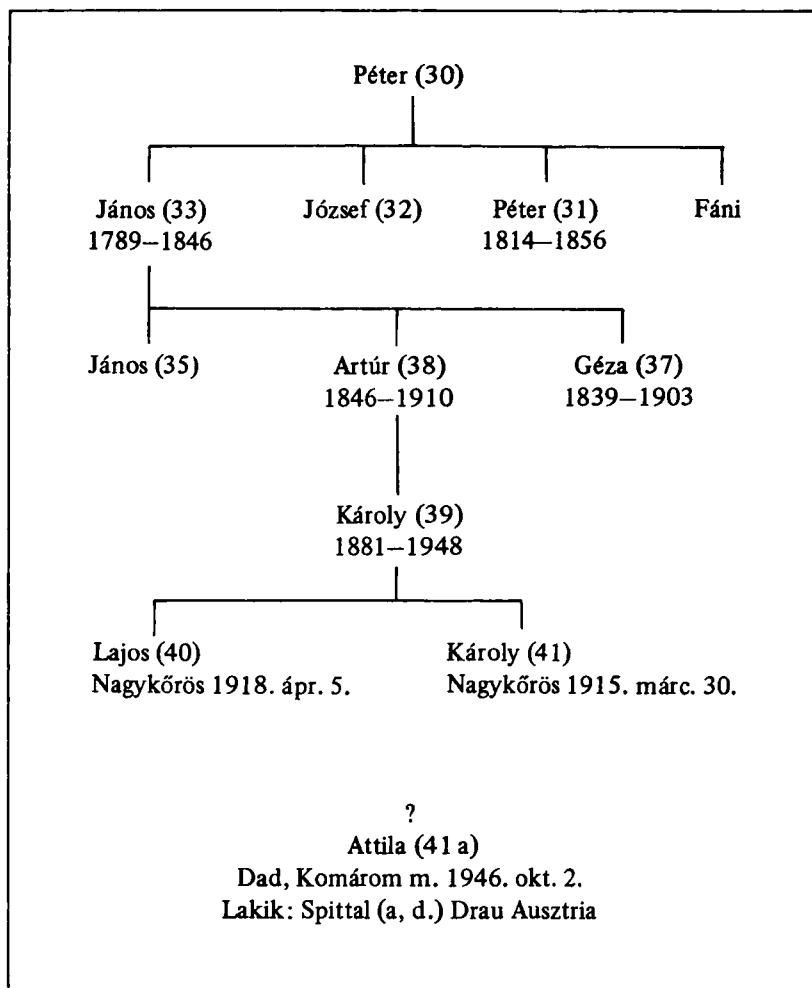 Péter (30)
János (33) József (32) Péter (31) Fáni
1789–1846 1814–1856
János (35) Artúr (38) Géza (37)
1846–1910 1839–1903
Károly (39)
1881–1948
Lajos (40) Károly (41)
Nagykőrös 1918. ápr. 5. Nagykőrös 1915. márc. 30.
?
Attila (41 a)
Dad, Komárom m. 1946. okt. 2.
Lakik: Spittal (a, d.) Drau Ausztria